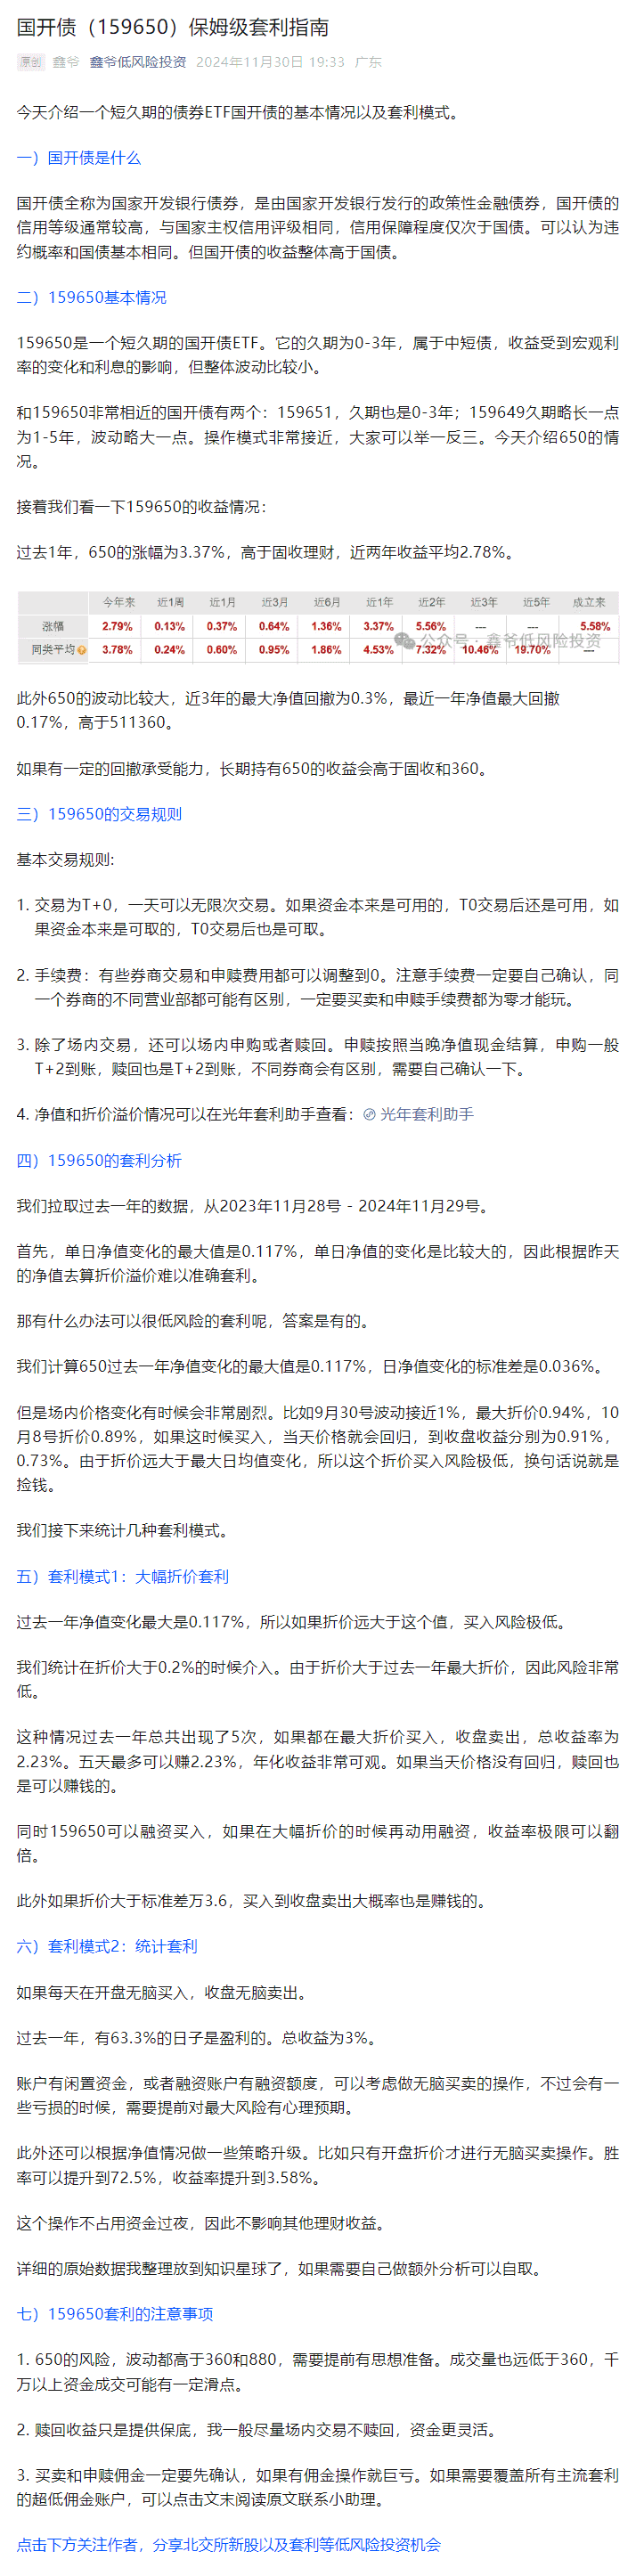 国开债（159650）保姆级套利指南
原创 鑫爷 鑫爷低风险投资 2024年11月30日 19:33 广东
今天介绍一个短久期的债券ETF国开债的基本情况以及套利模式。
一）国开债是什么
国开债全称为国家开发银行债券，是由国家开发银行发行的政策性金融债券，国开债的
信用等级通常较高，与国家主权信用评级相同，信用保障程度仅次于国债。可以认为违
约概率和国债基本相同。但国开债的收益整体高于国债。
二）159650基本情况
159650是一个短久期的国开债ETF。它的久期为0-3年，属于中短债，收益受到宏观利
率的变化和利息的影响，但整体波动比较小。
和159650非常相近的国开债有两个：159651，久期也是0-3年；159649久期略长一点
为1-5年，波动略大一点。操作模式非常接近，大家可以举一反三。今天介绍650的情
况。
接着我们看一下159650的收益情况：
过去1年，650的涨幅为3.37%，高于固收理财，近两年收益平均2.78%。
今年来 近1周 近1月 近3月 近6月 近1年 近2年 近3年 近5年 成立来
涨幅 2.79% 0.13% 0.37% 0.64% 1.36% 3.37% 5.56% --- --- 5.58%
同类平均 3.78% 0.24% 0.60% 0.95% 1.86% 4.53% 7.32% 10.46% 19.70% ---
公众号 · 鑫爷低风险投资
此外650的波动比较大，近3年的最大净值回撤为0.3%，最近一年净值最大回撤
0.17%，高于511360。
如果有一定的回撤承受能力，长期持有650的收益会高于固收和360。
三）159650的交易规则
基本交易规则:
1. 交易为T+0，一天可以无限次交易。如果资金本来是可用的，T0交易后还是可用，如
果资金本来是可取的，T0交易后也是可取。
2. 手续费：有些券商交易和申赎费用都可以调整到0。注意手续费一定要自己确认，同
一个券商的不同营业部都可能有区别，一定要买卖和申赎手续费都为零才能玩。
3. 除了场内交易，还可以场内申购或者赎回。申赎按照当晚净值现金结算，申购一般
T+2到账，赎回也是T+2到账，不同券商会有区别，需要自己确认一下。
4. 净值和折价溢价情况可以在光年套利助手查看：光年套利助手
四）159650的套利分析
我们拉取过去一年的数据，从2023年11月28号 - 2024年11月29号。
首先，单日净值变化的最大值是0.117%，单日净值的变化是比较大的，因此根据昨天
的净值去算折价溢价难以准确套利。
那有什么办法可以很低风险的套利呢，答案是有的。
我们计算650过去一年净值变化的最大值是0.117%，日净值变化的标准差是0.036%。
但是场内价格变化有时候会非常剧烈。比如9月30号波动接近1%，最大折价0.94%，10
月8号折价0.89%，如果这时候买入，当天价格就会回归，到收盘收益分别为0.91%，
0.73%。由于折价远大于最大日均值变化，所以这个折价买入风险极低，换句话说就是
捡钱。
我们接下来统计几种套利模式。
五）套利模式1：大幅折价套利
过去一年净值变化最大是0.117%，所以如果折价远大于这个值，买入风险极低。
我们统计在折价大于0.2%的时候介入。由于折价大于过去一年最大折价，因此风险非常
低。
这种情况过去一年总共出现了5次，如果都在最大折价买入，收盘卖出，总收益率为
2.23%。五天最多可以赚2.23%，年化收益非常可观。如果当天价格没有回归，赎回也
是可以赚钱的。
同时159650可以融资买入，如果在大幅折价的时候再动用融资，收益率极限可以翻
倍。
此外如果折价大于标准差万3.6，买入到收盘卖出大概率也是赚钱的。
六）套利模式2：统计套利
如果每天在开盘无脑买入，收盘无脑卖出。
过去一年，有63.3%的日子是盈利的。总收益为3%。
账户有闲置资金，或者融资账户有融资额度，可以考虑做无脑买卖的操作，不过会有一
些亏损的时候，需要提前对最大风险有心理预期。
此外还可以根据净值情况做一些策略升级。比如只有开盘折价才进行无脑买卖操作。胜
率可以提升到72.5%，收益率提升到3.58%。
这个操作不占用资金过夜，因此不影响其他理财收益。
详细的原始数据我整理放到知识星球了，如果需要自己做额外分析可以自取。
七）159650套利的注意事项
1. 650的风险，波动都高于360和880，需要提前有思想准备。成交量也远低于360，千
万以上资金成交可能有一定滑点。
2. 赎回收益只是提供保底，我一般尽量场内交易不赎回，资金更灵活。
3. 买卖和申赎佣金一定要先确认，如果有佣金操作就巨亏。如果需要覆盖所有主流套利
的超低佣金账户，可以点击文末阅读原文联系小助理。
点击下方关注作者，分享北交所新股以及套利等低风险投资机会